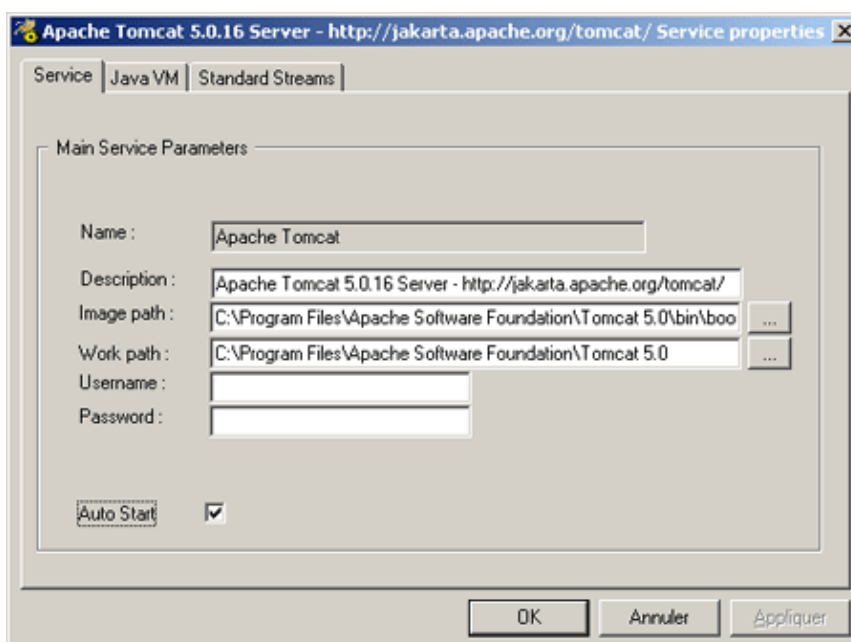 Apache Tomcat 5.0.16 Server - http://jakarta.apache.org/tomcat/ Service properties
Service Java VM Standard Streams
Main Service Parameters
Name : Apache Tomcat
Description : Apache Tomcat 5.0.16 Server - http://jakarta.apache.org/tomcat/
Image path : C:\Program Files\Apache Software Foundation\Tomcat 5.0\bin\boo ...
Work path : C:\Program Files\Apache Software Foundation\Tomcat 5.0 ...
Username :
Password :
Auto Start
OK Annuler Appliquer